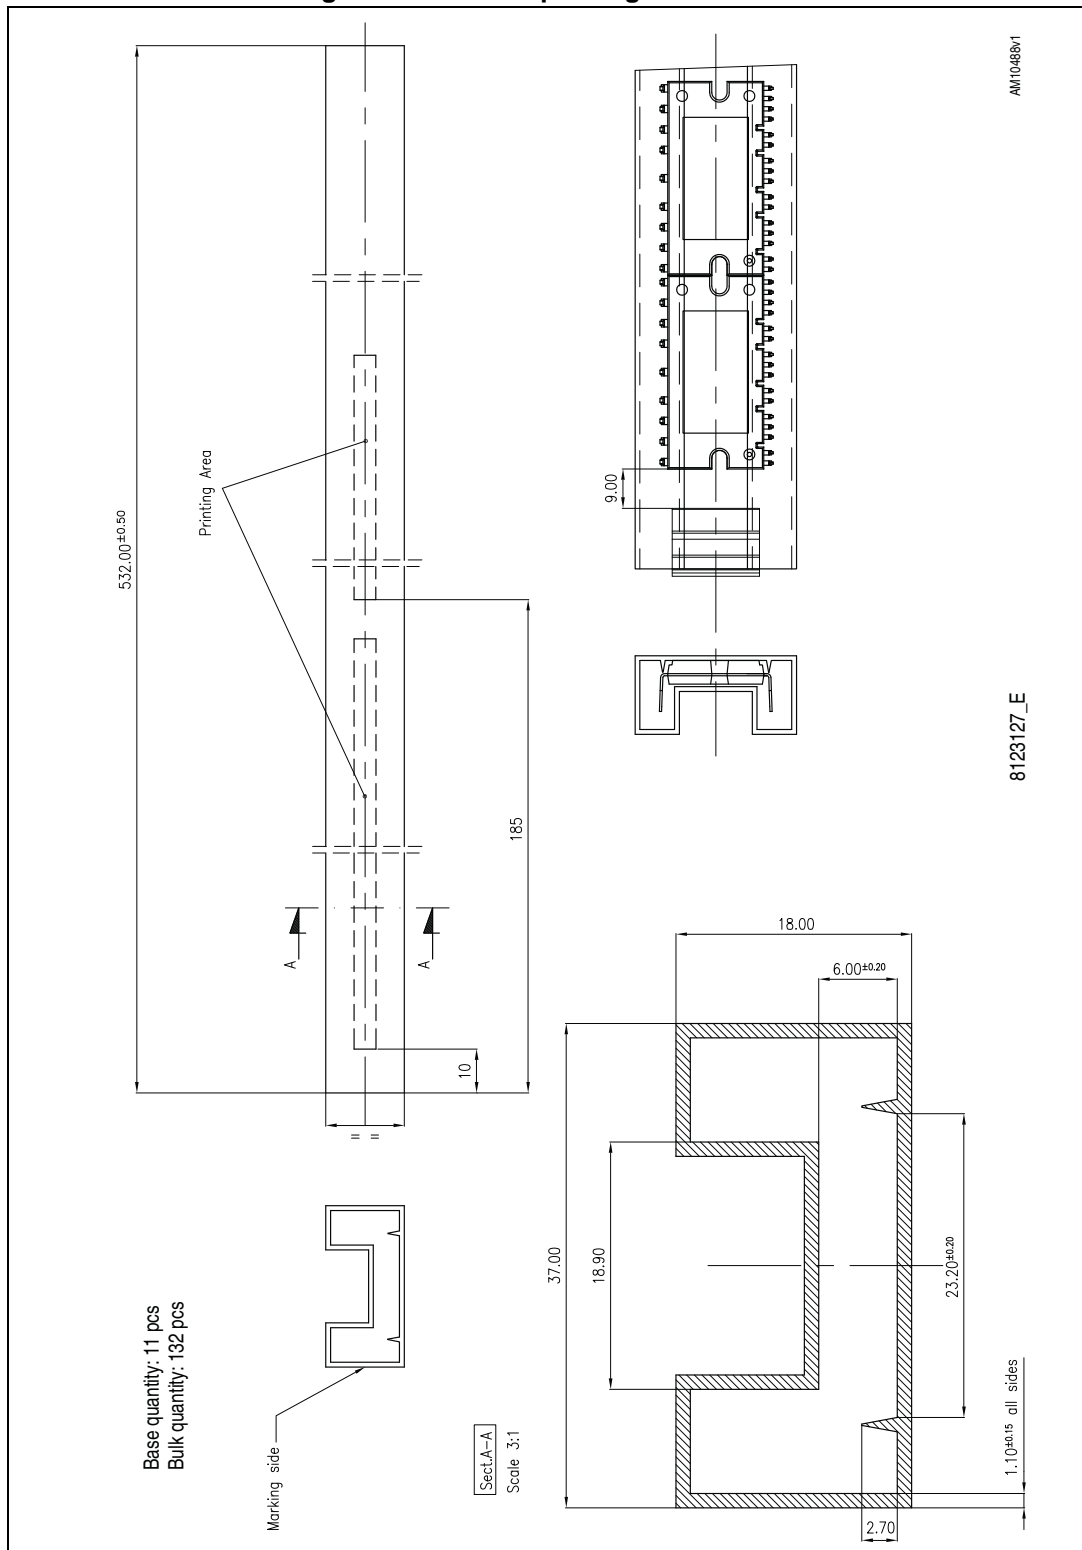 AM10488v1
532.00±0.50
Printing Area
9.00
185
8123127_E
A
A
10
= =
18.00
6.00±0.20
37.00
18.90
23.20±0.20
1.10±0.15 all sides
2.70
Base quantity: 11 pcs
Bulk quantity: 132 pcs
Marking side
Sect.A-A
Scale 3:1